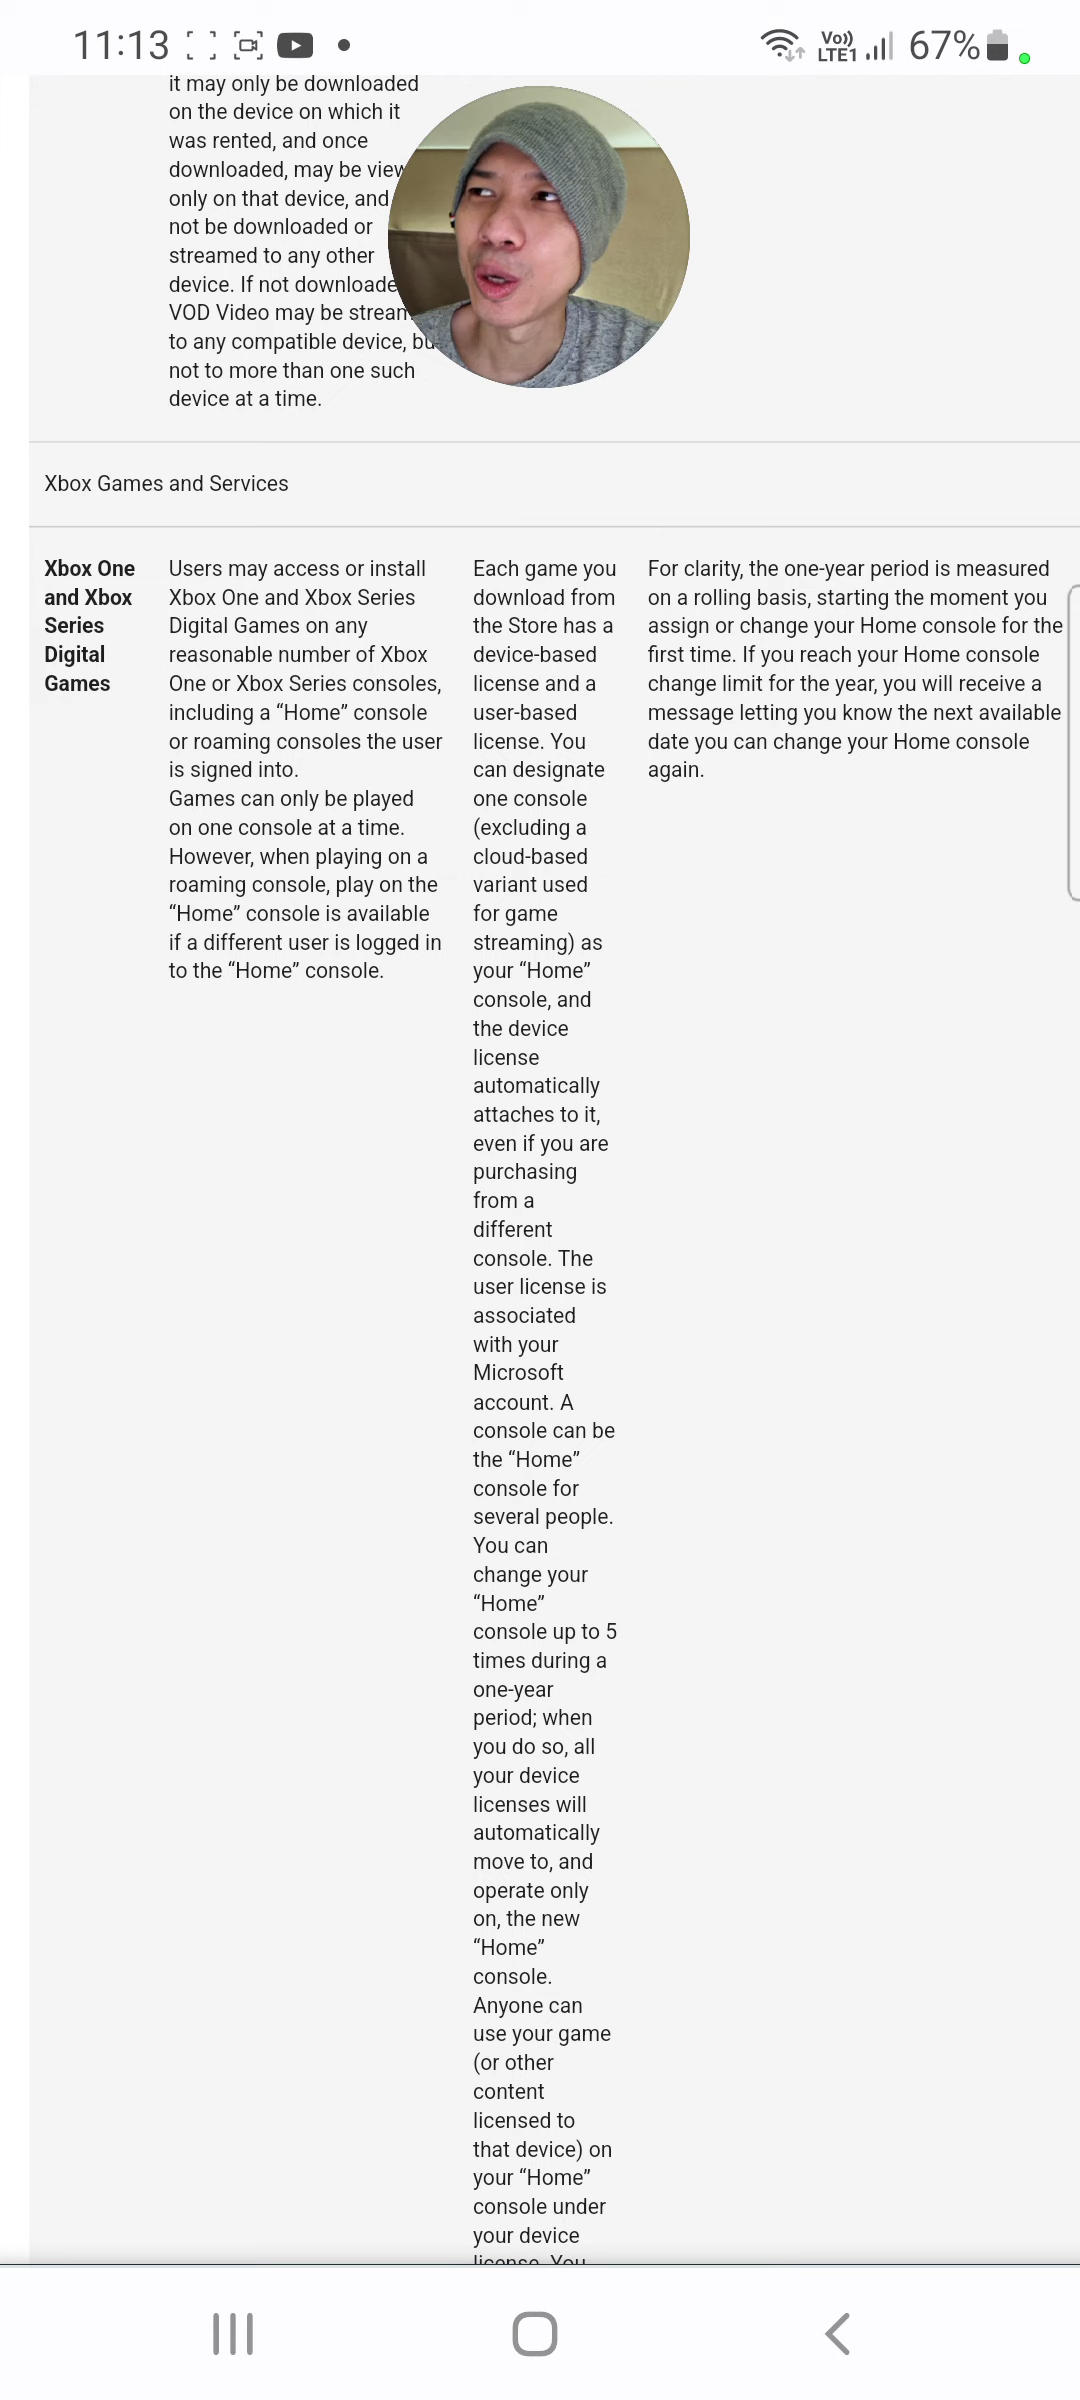 11:13
Vo)) LTE1
67%
it may only be downloaded
on the device on which it
was rented, and once
downloaded, may be
only on that device, and
not be downloaded or
streamed to any other
device. If not
VOD Video may be
to any compatible device,
not to more than one such
device at a time.
Xbox Games and Services
Xbox One
and Xbox
Series
Digital
Games
Users may access or install
Xbox One and Xbox Series
Digital Games on any
reasonable number of Xbox
One or Xbox Series consoles,
including a “Home” console
or roaming consoles the user
is signed into.
Games can only be played
on one console at a time.
However, when playing on a
roaming console, play on the
“Home” console is available
if a different user is logged in
to the “Home” console.
Each game you
download from
the Store has a
device-based
license and a
user-based
license. You
can designate
one console
(excluding a
cloud-based
variant used
for game
streaming) as
your “Home”
console, and
the device
license
automatically
attaches to it,
even if you are
purchasing
from a
different
console. The
user license is
associated
with your
Microsoft
account. A
console can be
the “Home”
console for
several people.
You can
change your
“Home”
console up to 5
times during a
one-year
period; when
you do so, all
your device
licenses will
automatically
move to, and
operate only
on, the new
“Home”
console.
Anyone can
use your game
(or other
content
licensed to
that device) on
your “Home”
console under
your device
license. You
For clarity, the one-year period is measured
on a rolling basis, starting the moment you
assign or change your Home console for the
first time. If you reach your Home console
change limit for the year, you will receive a
message letting you know the next available
date you can change your Home console
again.